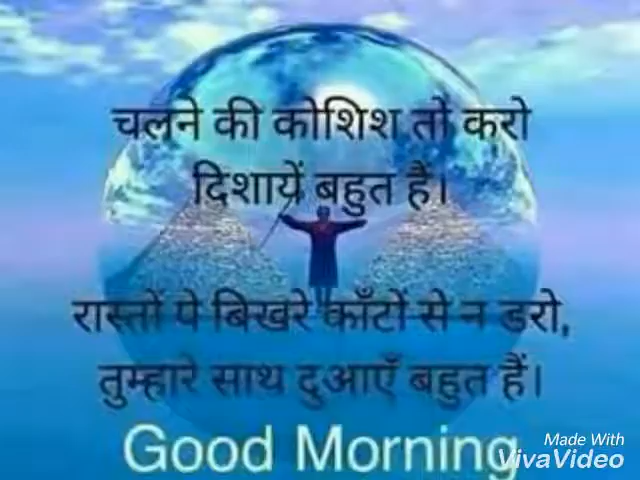 चलने की कोशिश तो करो
दिशायें बहुत हैं।
रास्तों पे बिखरे काँटों से न डरो,
तुम्हारे साथ दुआएँ बहुत हैं।
Good Morning
Made With
VivaVideo